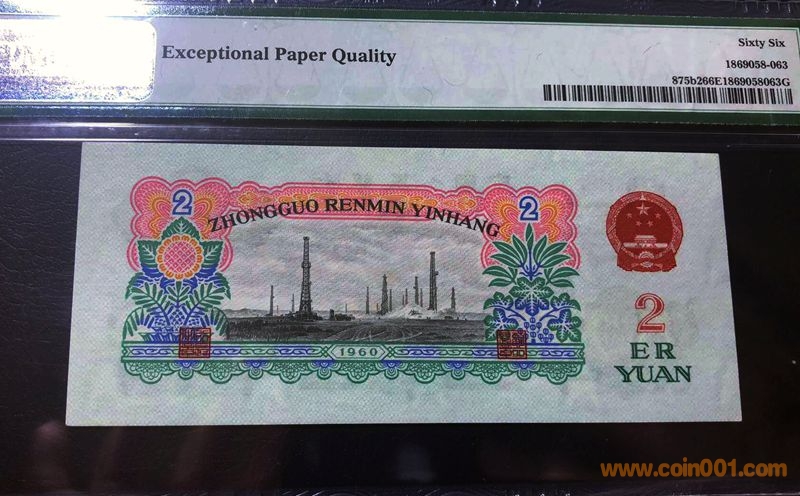 Exceptional Paper Quality
Sixty Six
1869058-063
875b266E1869058063G
2
2
ZHONGGUO RENMIN YINHANG
2
ER
YUAN
1960
www.coin001.com